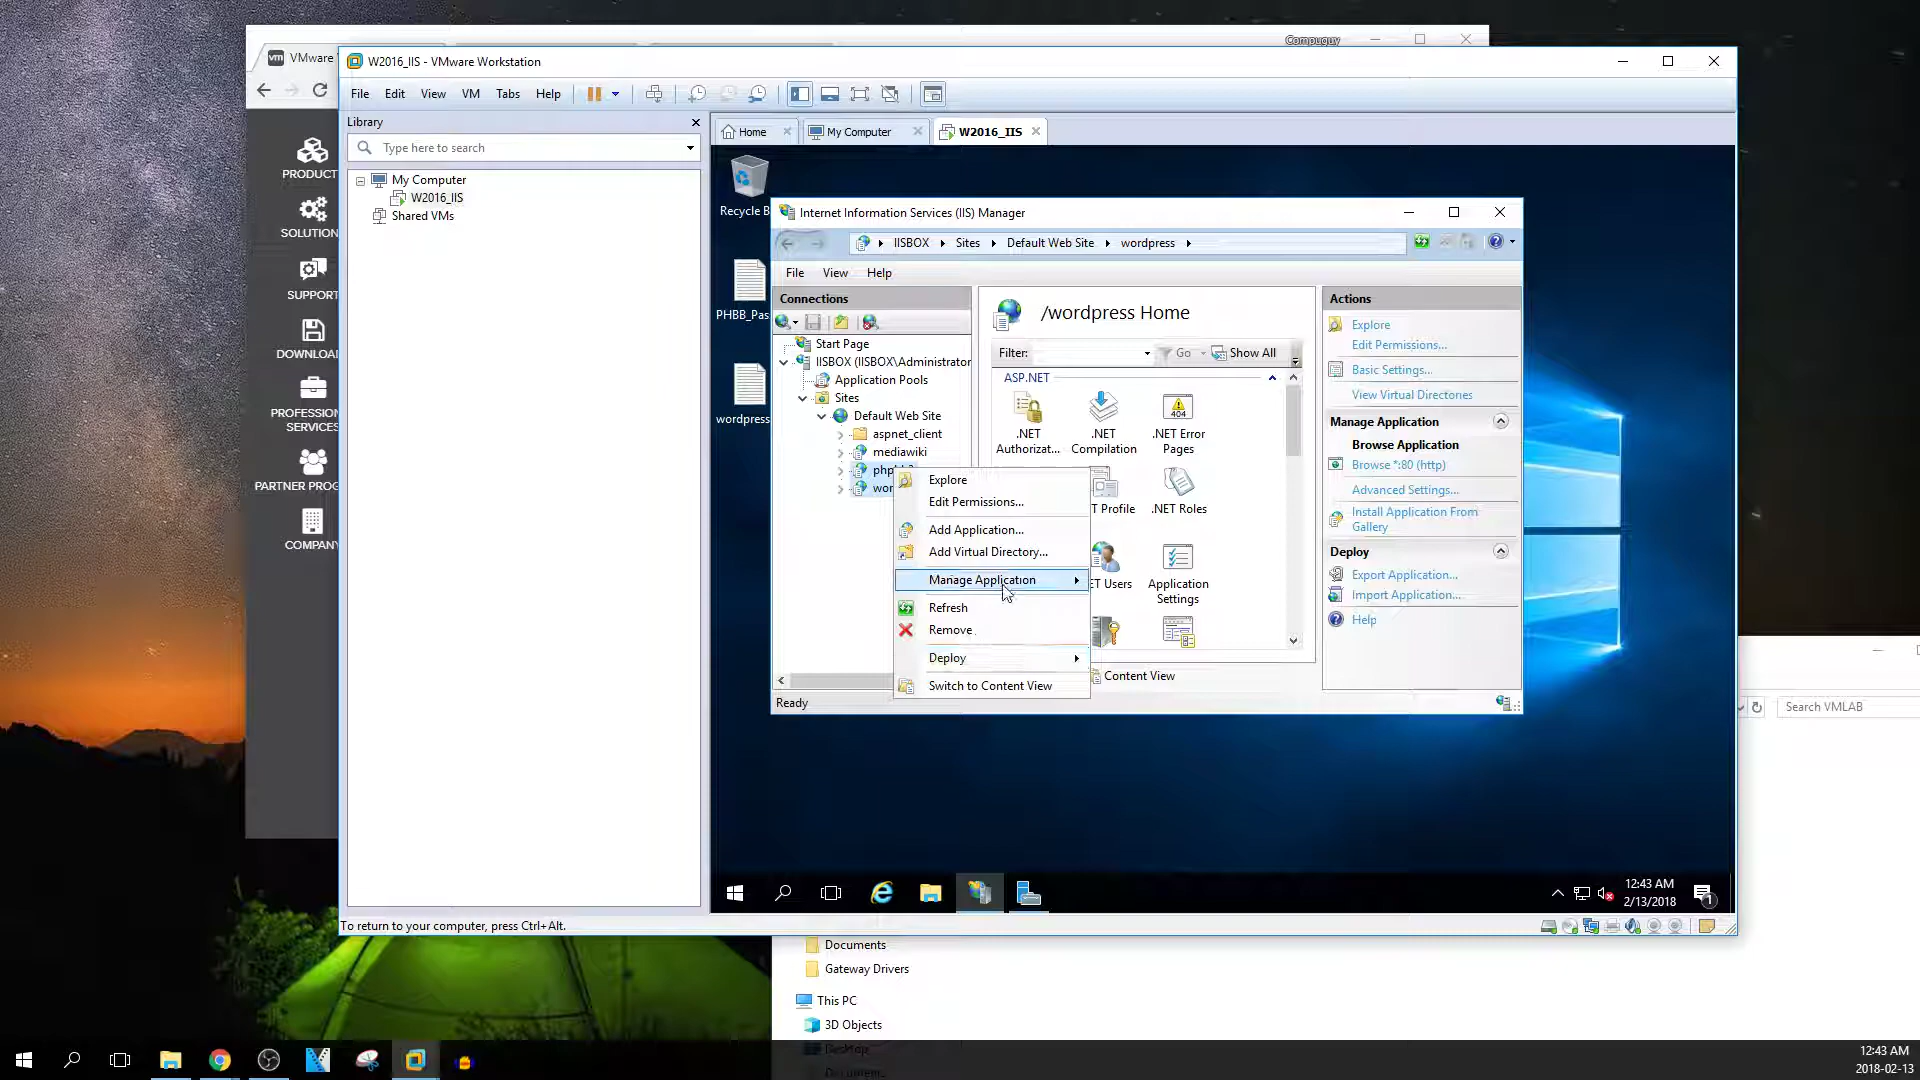 Compuguy
VMware
PRODUCT
SOLUTION
SUPPORT
DOWNLOA
PROFESSION
SERVICES
PARTNER PROG
COMPANY
W2016_IIS - VMware Workstation
File Edit View VM Tabs Help
Library
Type here to search
My Computer
W2016_IIS
Shared VMs
Home
My Computer
W2016_IIS
Recycle B
PHBB_Pas
wordpress
Internet Information Services (IIS) Manager
IISBOX Sites Default Web Site wordpress
File View Help
Connections
Start Page
IISBOX (IISBOX\Administrator
Application Pools
Sites
Default Web Site
aspnet_client
mediawiki
php
wor
Explore
Edit Permissions...
Add Application...
Add Virtual Directory...
Manage Application
Refresh
Remove
Deploy
Switch to Content View
/wordpress Home
Filter: Go Show All
ASP.NET
.NET
Authorizat...
.NET
Compilation
.NET Error
Pages
404
T Profile
.NET Roles
ET Users
Application
Settings
Content View
Ready
Actions
Explore
Edit Permissions...
Basic Settings...
View Virtual Directories
Manage Application
Browse Application
Browse *:80 (http)
Advanced Settings...
Install Application From
Gallery
Deploy
Export Application...
Import Application...
Help
12:43 AM
2/13/2018
1
To return to your computer, press Ctrl+Alt.
Search VMLAB
Documents
Gateway Drivers
This PC
3D Objects
Desktop
12:43 AM
2018-02-13